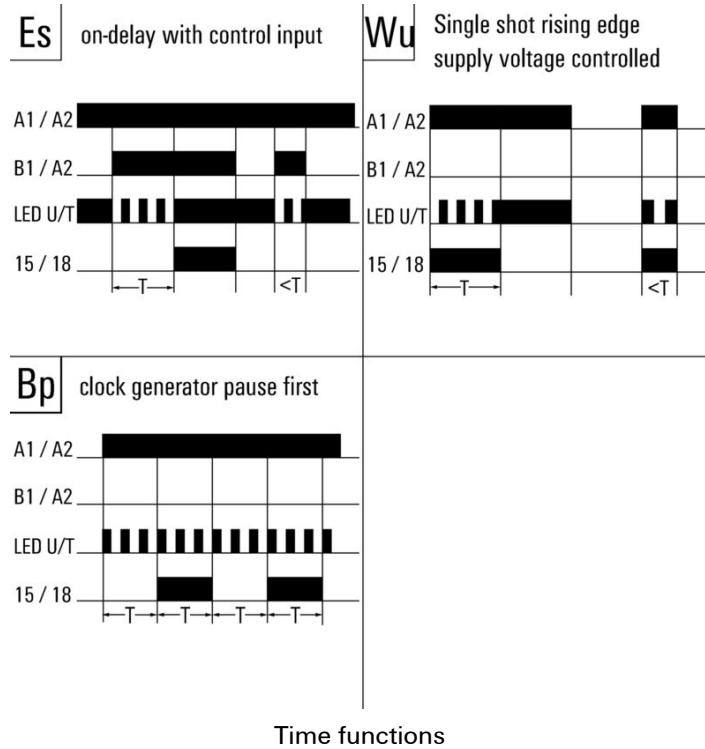 Es
on-delay with control input
A1 / A2
B1 / A2
LED U/T
15 / 18
T
<T
Wu
Single shot rising edge
supply voltage controlled
A1 / A2
B1 / A2
LED U/T
15 / 18
T
<T
Bp
clock generator pause first
A1 / A2
B1 / A2
LED U/T
15 / 18
T T T T
Time functions